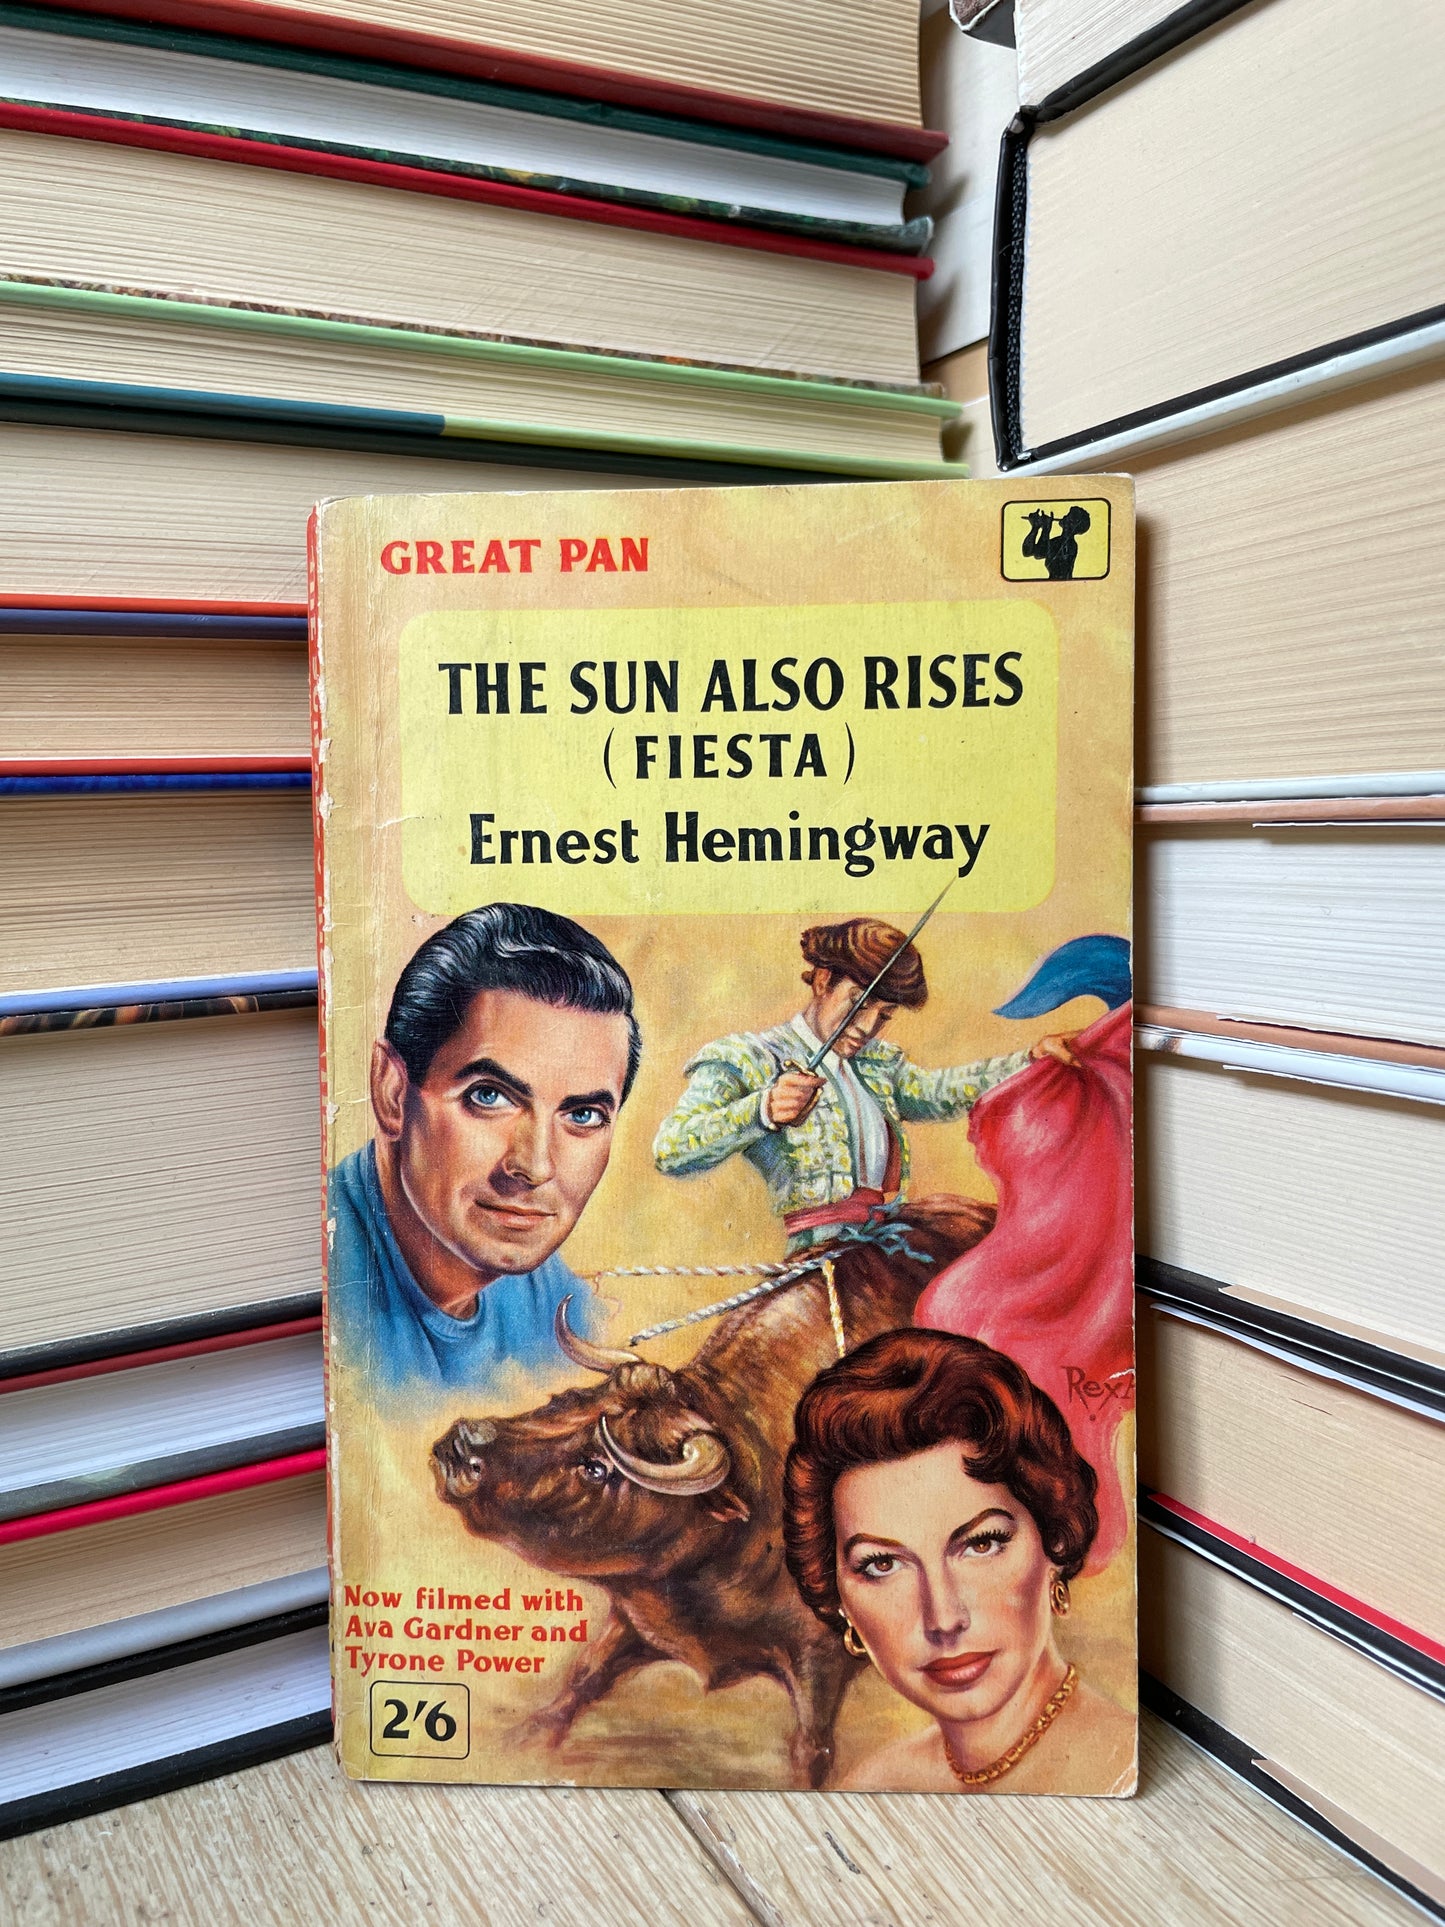 GREAT PAN
THE SUN ALSO RISES
( FIESTA )
Ernest Hemingway
Now filmed with
Ava Gardner and
Tyrone Power
2'6